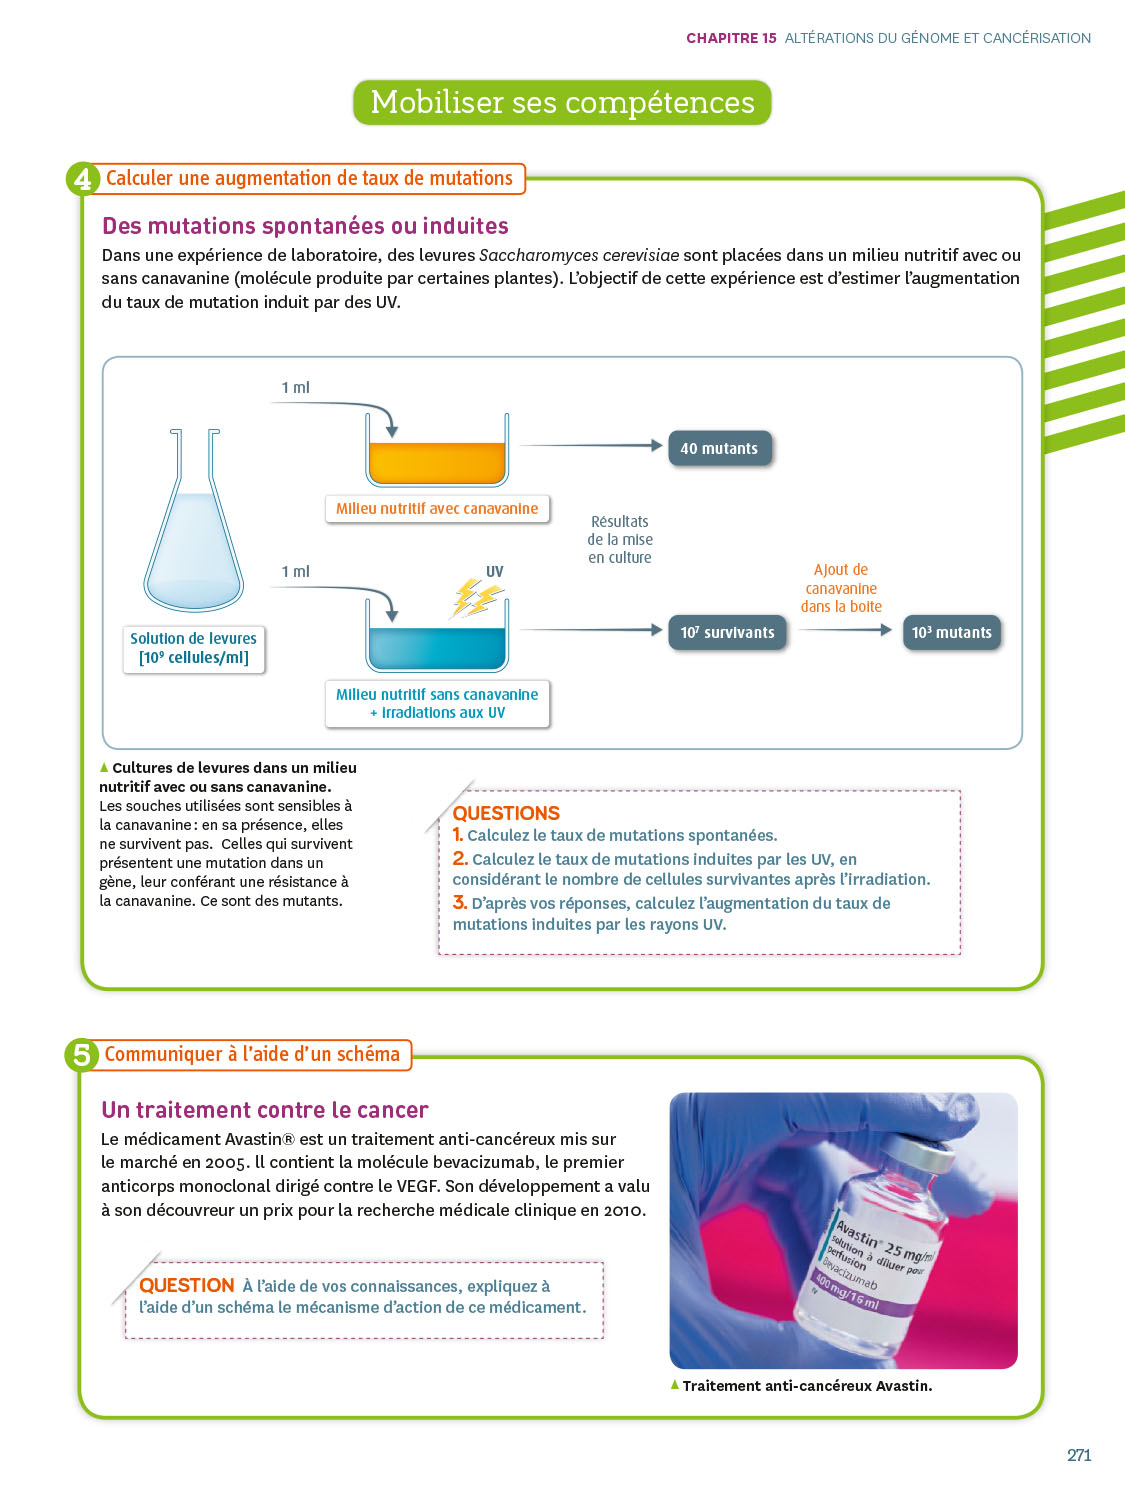 CHAPITRE 15 ALTÉRATIONS DU GÉNOME ET CANCÉRISATION
Mobiliser ses compétences
4 Calculer une augmentation de taux de mutations
Des mutations spontanées ou induites
Dans une expérience de laboratoire, des levures Saccharomyces cerevisiae sont placées dans un milieu nutritif avec ou
sans canavanine (molécule produite par certaines plantes). L'objectif de cette expérience est d'estimer l'augmentation
du taux de mutation induit par des UV.
1 ml
40 mutants
Milieu nutritif avec canavanine
Résultats
de la mise
en culture
1 ml
UV
Ajout de
canavanine
dans la boite
10⁷ survivants
10³ mutants
Solution de levures
[10⁹ cellules/ml]
Milieu nutritif sans canavanine
+ irradiations aux UV
Cultures de levures dans un milieu
nutritif avec ou sans canavanine.
Les souches utilisées sont sensibles à
la canavanine : en sa présence, elles
ne survivent pas. Celles qui survivent
présentent une mutation dans un
gène, leur conférant une résistance à
la canavanine. Ce sont des mutants.
QUESTIONS
1. Calculez le taux de mutations spontanées.
2. Calculez le taux de mutations induites par les UV, en
considérant le nombre de cellules survivantes après l'irradiation.
3. D'après vos réponses, calculez l'augmentation du taux de
mutations induites par les rayons UV.
5 Communiquer à l'aide d'un schéma
Un traitement contre le cancer
Le médicament Avastin® est un traitement anti-cancéreux mis sur
le marché en 2005. Il contient la molécule bevacizumab, le premier
anticorps monoclonal dirigé contre le VEGF. Son développement a valu
à son découvreur un prix pour la recherche médicale clinique en 2010.
QUESTION À l'aide de vos connaissances, expliquez à
l'aide d'un schéma le mécanisme d'action de ce médicament.
Avastin® 25 mg/ml
solution à diluer pour
perfusion
Bevacizumab
400 mg/16 ml
IV
Traitement anti-cancéreux Avastin.
271